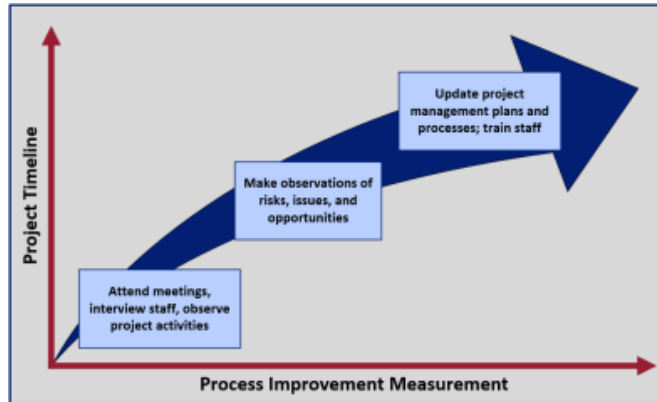 Project Timeline
Update project
management plans and
processes; train staff
Make observations of
risks, issues, and
opportunities
Attend meetings,
interview staff, observe
project activities
Process Improvement Measurement